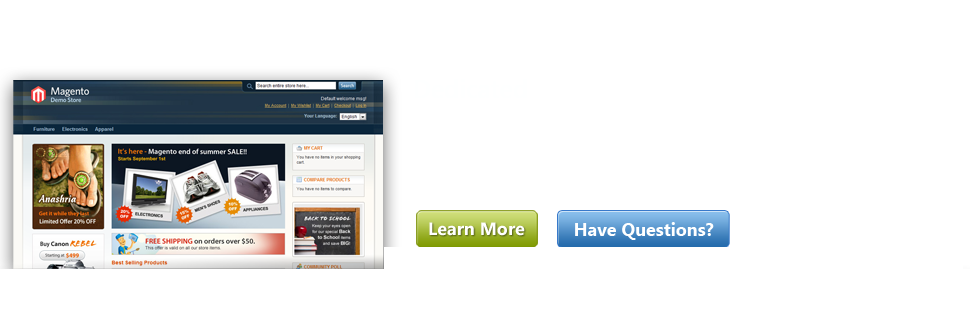 Magento
Demo Store
Search entire store here...
Search
Default welcome msg!
My Account | My Wishlist | My Cart | Checkout | Log In
Your Language: English
Furniture Electronics Apparel
Anashria
Get it while they last
Limited Offer 20% OFF
It's here - Magento end of summer SALE!!
Starts September 1st
20% OFF
ELECTRONICS
15% OFF
MEN'S SHOES
10% OFF
APPLIANCES
MY CART
You have no items in your shopping
cart.
COMPARE PRODUCTS
You have no items to compare.
BACK TO SCHOOL
Keep your eyes open
for our special Back
to School items
and save BIG!
Buy Canon REBEL
Starting at $499
FREE SHIPPING on orders over $50.
This offer is valid on all our store items.
Best Selling Products
COMMUNITY POLL
Learn More
Have Questions?